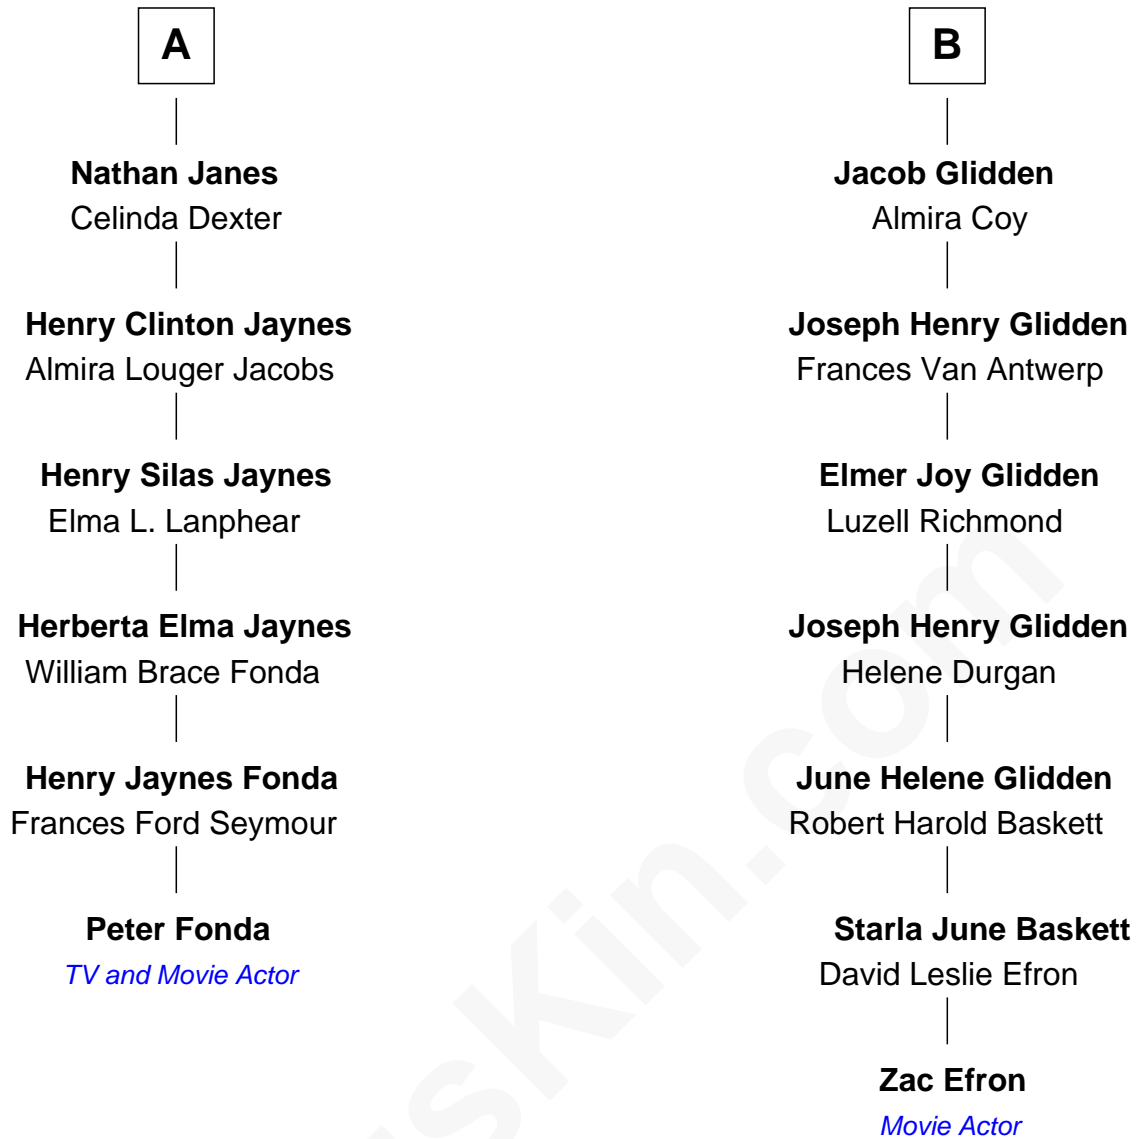 A
Nathan Janes
Celinda Dexter
Henry Clinton Jaynes
Almira Louger Jacobs
Henry Silas Jaynes
Elma L. Lanphear
Herberta Elma Jaynes
William Brace Fonda
Henry Jaynes Fonda
Frances Ford Seymour
Peter Fonda
TV and Movie Actor
B
Jacob Glidden
Almira Coy
Joseph Henry Glidden
Frances Van Antwerp
Elmer Joy Glidden
Luzell Richmond
Joseph Henry Glidden
Helene Durgan
June Helene Glidden
Robert Harold Baskett
Starla June Baskett
David Leslie Efron
Zac Efron
Movie Actor
sKin.com